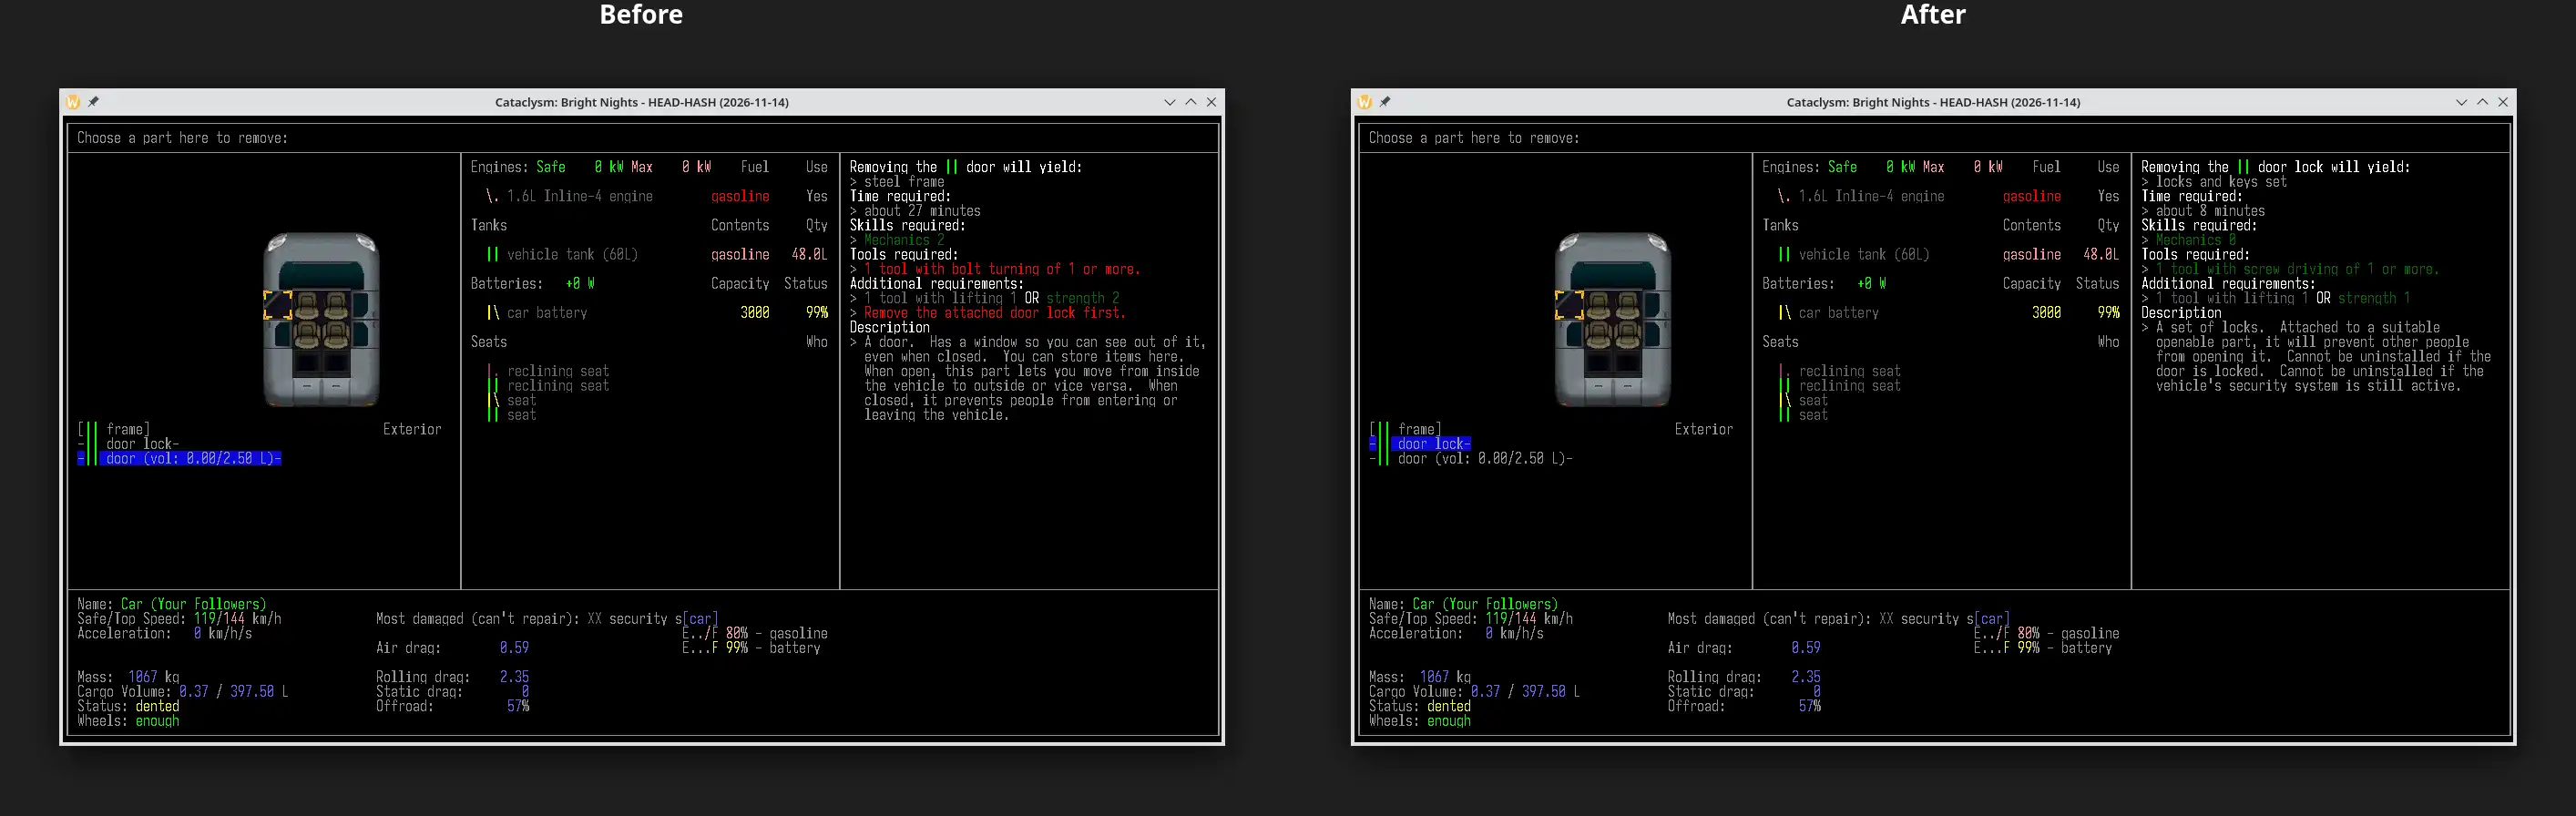 Before
Cataclysm: Bright Nights - HEAD-HASH (2026-11-14)
Choose a part here to remove:
[|| frame]
-|| door lock-
-|| door (vol: 0.00/2.50 L)-
Exterior
Engines: Safe 0 kW Max 0 kW Fuel Use
\. 1.6L Inline-4 engine gasoline Yes
Tanks Contents Qty
|| vehicle tank (60L) gasoline 48.0L
Batteries: +0 W Capacity Status
|\ car battery 3000 99%
Seats Who
|. reclining seat
|| reclining seat
|\ seat
|| seat
Removing the || door will yield:
> steel frame
Time required:
> about 27 minutes
Skills required:
> Mechanics 2
Tools required:
> 1 tool with bolt turning of 1 or more.
Additional requirements:
> 1 tool with lifting 1 OR strength 2
> Remove the attached door lock first.
Description
> A door. Has a window so you can see out of it,
even when closed. You can store items here.
When open, this part lets you move from inside
the vehicle to outside or vice versa. When
closed, it prevents people from entering or
leaving the vehicle.
Name: Car (Your Followers)
Safe/Top Speed: 119/144 km/h
Acceleration: 0 km/h/s
Mass: 1067 kg
Cargo Volume: 0.37 / 397.50 L
Status: dented
Wheels: enough
Most damaged (can't repair): XX security s[car]
Air drag: 0.59
Rolling drag: 2.35
Static drag: 0
Offroad: 57%
E../F 80% - gasoline
E...F 99% - battery
After
Cataclysm: Bright Nights - HEAD-HASH (2026-11-14)
Choose a part here to remove:
[|| frame]
-|| door lock-
-|| door (vol: 0.00/2.50 L)-
Exterior
Engines: Safe 0 kW Max 0 kW Fuel Use
\. 1.6L Inline-4 engine gasoline Yes
Tanks Contents Qty
|| vehicle tank (60L) gasoline 48.0L
Batteries: +0 W Capacity Status
|\ car battery 3000 99%
Seats Who
|. reclining seat
|| reclining seat
|\ seat
|| seat
Removing the || door lock will yield:
> locks and keys set
Time required:
> about 8 minutes
Skills required:
> Mechanics 0
Tools required:
> 1 tool with screw driving of 1 or more.
Additional requirements:
> 1 tool with lifting 1 OR strength 1
Description
> A set of locks. Attached to a suitable
openable part, it will prevent other people
from opening it. Cannot be uninstalled if the
door is locked. Cannot be uninstalled if the
vehicle's security system is still active.
Name: Car (Your Followers)
Safe/Top Speed: 119/144 km/h
Acceleration: 0 km/h/s
Mass: 1067 kg
Cargo Volume: 0.37 / 397.50 L
Status: dented
Wheels: enough
Most damaged (can't repair): XX security s[car]
Air drag: 0.59
Rolling drag: 2.35
Static drag: 0
Offroad: 57%
E../F 80% - gasoline
E...F 99% - battery